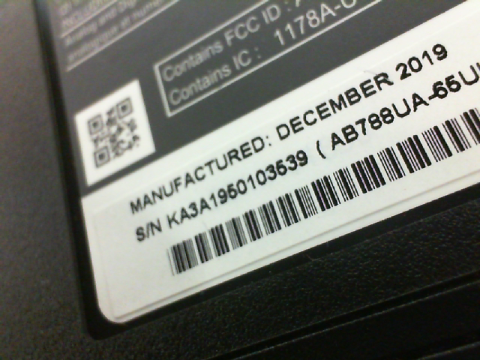 Contains FCC ID :
Contains IC : 1178A-
MANUFACTURED: DECEMBER 2019
S/N KA3A1950103539 ( AB788UA-65U